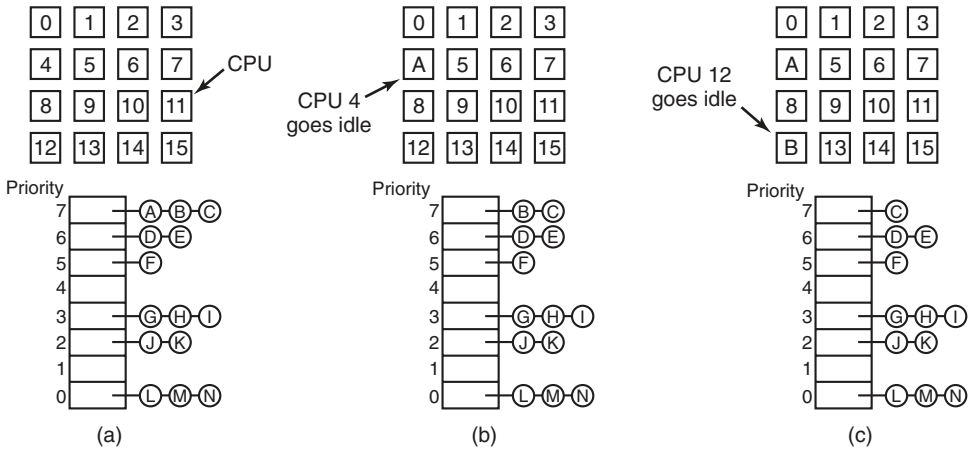 0 1 2 3
4 5 6 7
8 9 10 11
12 13 14 15
CPU
Priority
7 A B C
6 D E
5 F
4
3 G H I
2 J K
1
0 L M N
(a)
0 1 2 3
A 5 6 7
8 9 10 11
12 13 14 15
CPU 4
goes idle
Priority
7 B C
6 D E
5 F
4
3 G H I
2 J K
1
0 L M N
(b)
0 1 2 3
A 5 6 7
8 9 10 11
B 13 14 15
CPU 12
goes idle
Priority
7 C
6 D E
5 F
4
3 G H I
2 J K
1
0 L M N
(c)